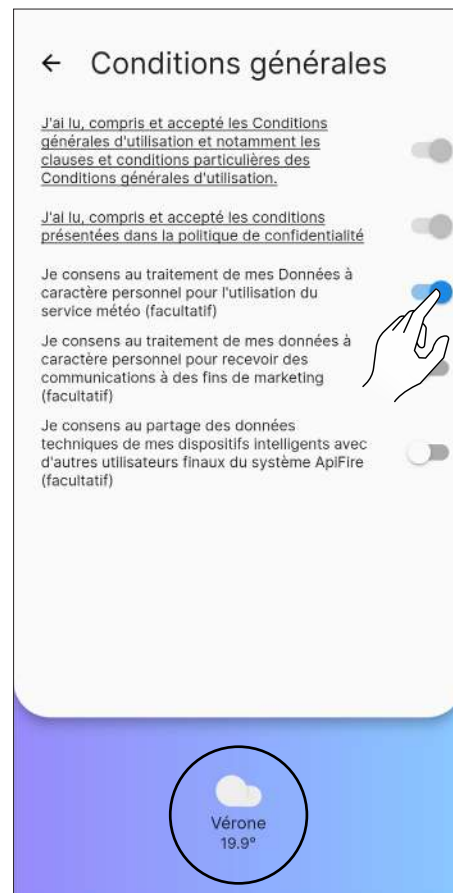 ← Conditions générales
J'ai lu, compris et accepté les Conditions
générales d'utilisation et notamment les
clauses et conditions particulières des
Conditions générales d'utilisation.
J'ai lu, compris et accepté les conditions
présentées dans la politique de confidentialité
Je consens au traitement de mes Données à
caractère personnel pour l'utilisation du
service météo (facultatif)
Je consens au traitement de mes données à
caractère personnel pour recevoir des
communications à des fins de marketing
(facultatif)
Je consens au partage des données
techniques de mes dispositifs intelligents avec
d'autres utilisateurs finaux du système ApiFire
(facultatif)
Vérone
19.9°